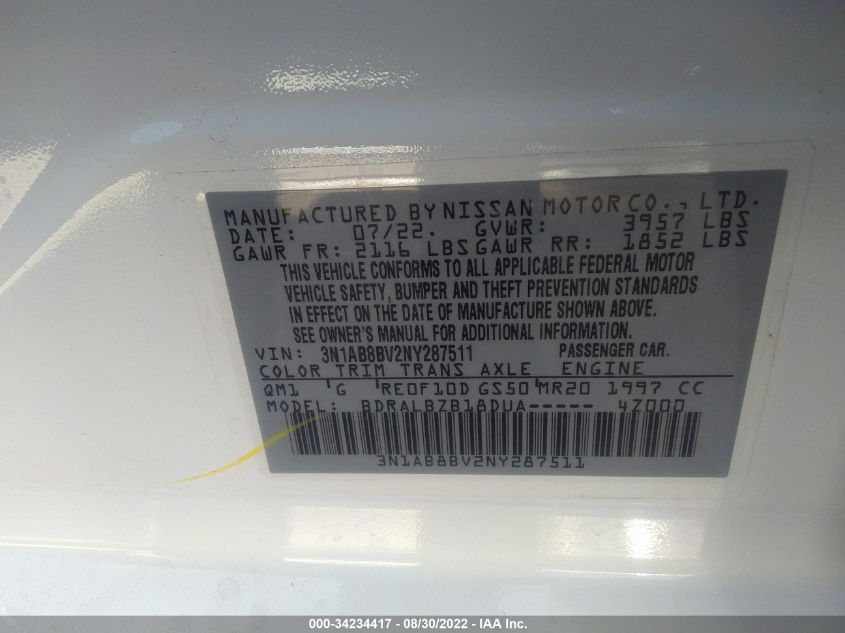 MANUFACTURED BY NISSAN MOTOR CO., LTD.
DATE: 07/22. GVWR: 3957 LBS
GAWR FR: 2116 LBS GAWR RR: 1852 LBS
THIS VEHICLE CONFORMS TO ALL APPLICABLE FEDERAL MOTOR
VEHICLE SAFETY, BUMPER AND THEFT PREVENTION STANDARDS
IN EFFECT ON THE DATE OF MANUFACTURE SHOWN ABOVE.
SEE OWNER'S MANUAL FOR ADDITIONAL INFORMATION.
VIN: 3N1AB8BV2NY287511 PASSENGER CAR.
COLOR TRIM TRANS AXLE ENGINE
QM1 'G 'RE0F10D GS50 'MR20 1997 CC
MODEL: BDRALBZB18DUA----- 4Z000
3N1AB8BV2NY287511
000-34234417 - 08/30/2022 - IAA Inc.